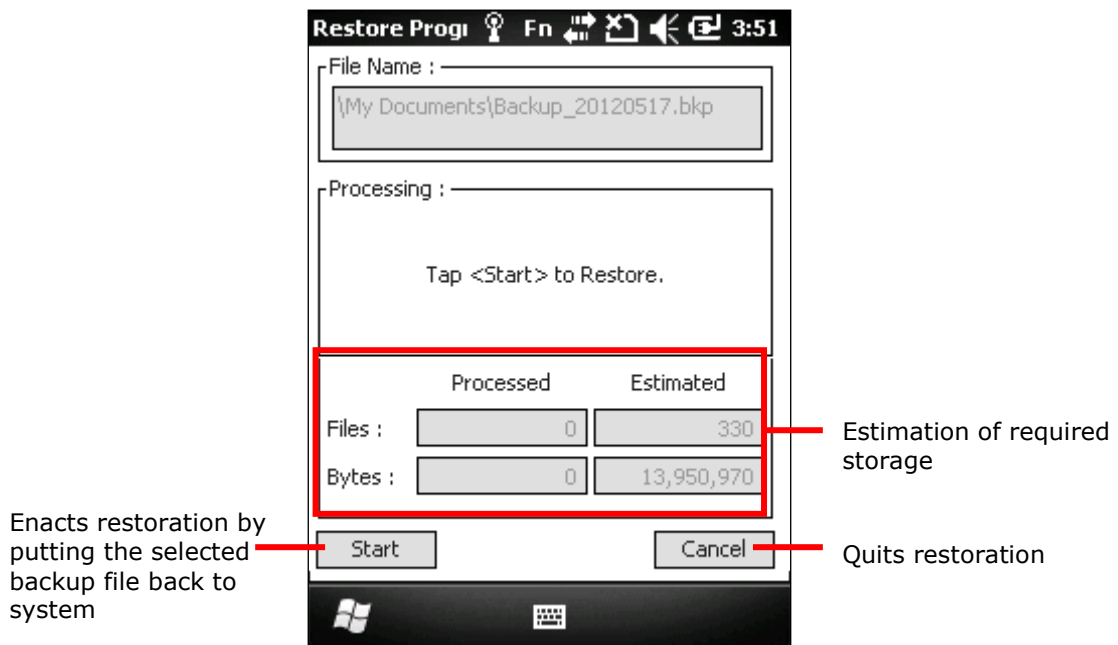 Restore Progr Fn 3:51
File Name :
\My Documents\Backup_20120517.bkp
Processing :
Tap <Start> to Restore.
Processed Estimated
Files : 0 330
Bytes : 0 13,950,970
Estimation of required
storage
Start Cancel
Enacts restoration by
putting the selected
backup file back to
system
Quits restoration